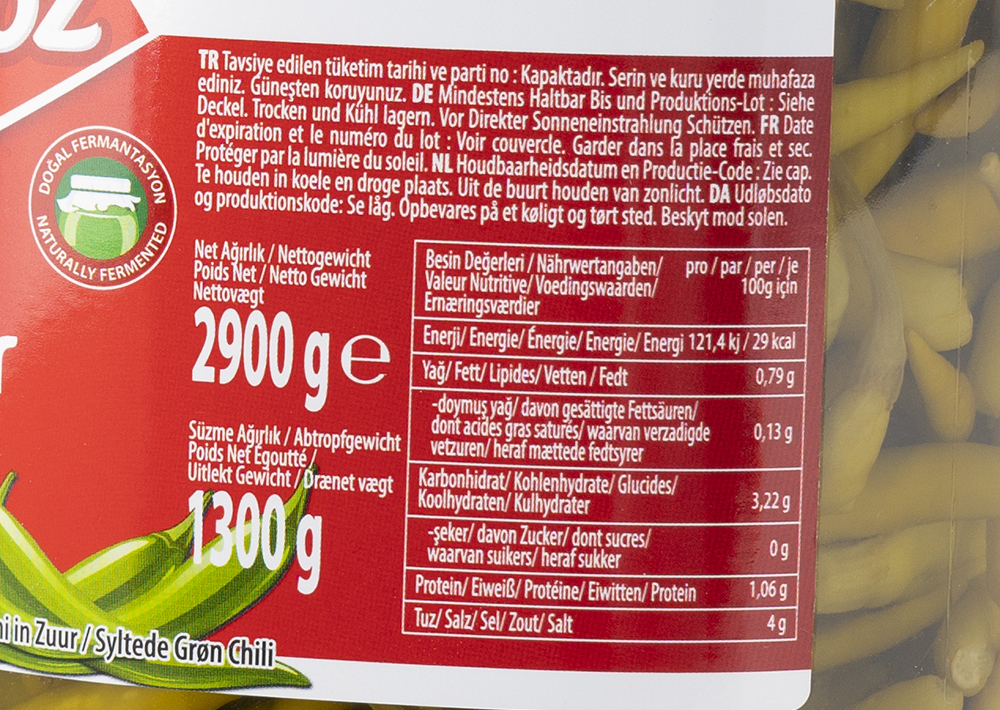 TR Tavsiye edilen tüketim tarihi ve parti no : Kapaktadır. Serin ve kuru yerde muhafaza
ediniz. Güneşten koruyunuz. DE Mindestens Haltbar Bis und Produktions-Lot : Siehe
Deckel. Trocken und Kühl lagern. Vor Direkter Sonneneinstrahlung Schützen. FR Date
d'expiration et le numéro du lot : Voir couvercle. Garder dans la place frais et sec.
Protéger par la lumière du soleil. NL Houdbaarheidsdatum en Productie-Code : Zie cap.
Te houden in koele en droge plaats. Uit de buurt houden van zonlicht. DA Udløbsdato
og produktionskode: Se låg. Opbevares på et køligt og tørt sted. Beskyt mod solen.
DOĞAL FERMANTASYON
NATURALLY FERMENTED
Net Ağırlık / Nettogewicht
Poids Net / Netto Gewicht
Nettovægt
2900 g e
Süzme Ağırlık / Abtropfgewicht
Poids Net Égoutté /
Uitlekt Gewicht / Drænet vægt
1300 g
Besin Değerleri / Nährwertangaben/ pro / par / per / je
Valeur Nutritive/ Voedingswaarden/ 100g için
Ernæringsværdier
Enerji/ Energie/ Énergie/ Energie/ Energi 121,4 kj / 29 kcal
Yağ/ Fett/ Lipides/ Vetten / Fedt 0,79 g
-doymuş yağ/ davon gesättigte Fettsäuren/
dont acides gras saturés/ waarvan verzadigde 0,13 g
vetzuren/ heraf mættede fedtsyrer
Karbonhidrat/ Kohlenhydrate/ Glucides/
Koolhydraten/ Kulhydrater 3,22 g
-şeker/ davon Zucker/ dont sucres/
waarvan suikers/ heraf sukker 0 g
Protein/ Eiweiß/ Protéine/ Eiwitten/ Protein 1,06 g
Tuz/ Salz/ Sel/ Zout/ Salt 4 g
in Zuur / Syltede Grøn Chili